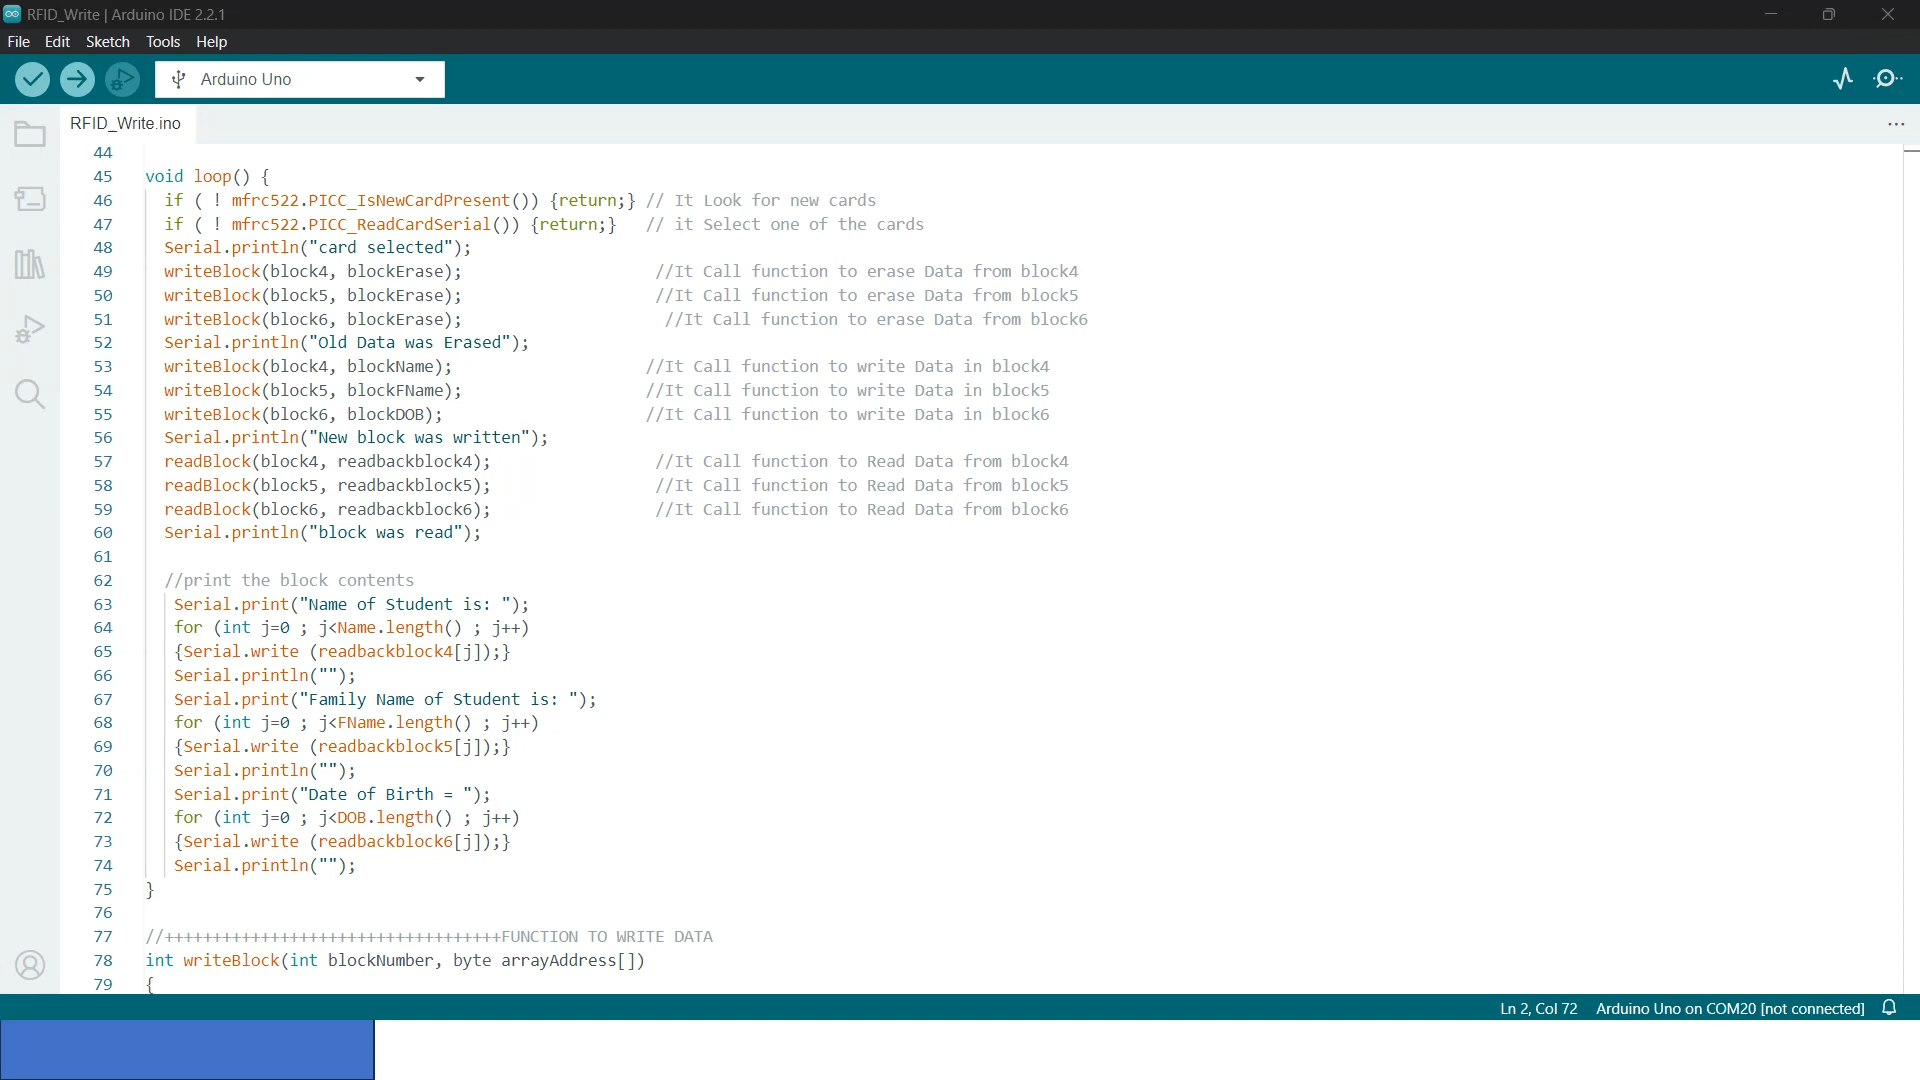 RFID_Write | Arduino IDE 2.2.1
File Edit Sketch Tools Help
Arduino Uno
RFID_Write.ino
44
45 void loop() {
46 if ( ! mfrc522.PICC_IsNewCardPresent()) {return;} // It Look for new cards
47 if ( ! mfrc522.PICC_ReadCardSerial()) {return;} // it Select one of the cards
48 Serial.println("card selected");
49 writeBlock(block4, blockErase); //It Call function to erase Data from block4
50 writeBlock(block5, blockErase); //It Call function to erase Data from block5
51 writeBlock(block6, blockErase); //It Call function to erase Data from block6
52 Serial.println("Old Data was Erased");
53 writeBlock(block4, blockName); //It Call function to write Data in block4
54 writeBlock(block5, blockFName); //It Call function to write Data in block5
55 writeBlock(block6, blockDOB); //It Call function to write Data in block6
56 Serial.println("New block was written");
57 readBlock(block4, readbackblock4); //It Call function to Read Data from block4
58 readBlock(block5, readbackblock5); //It Call function to Read Data from block5
59 readBlock(block6, readbackblock6); //It Call function to Read Data from block6
60 Serial.println("block was read");
61
62 //print the block contents
63 Serial.print("Name of Student is: ");
64 for (int j=0 ; j<Name.length() ; j++)
65 {Serial.write (readbackblock4[j]);}
66 Serial.println("");
67 Serial.print("Family Name of Student is: ");
68 for (int j=0 ; j<FName.length() ; j++)
69 {Serial.write (readbackblock5[j]);}
70 Serial.println("");
71 Serial.print("Date of Birth = ");
72 for (int j=0 ; j<DOB.length() ; j++)
73 {Serial.write (readbackblock6[j]);}
74 Serial.println("");
75 }
76
77 //+++++++++++++++++++++++++++++++++++FUNCTION TO WRITE DATA
78 int writeBlock(int blockNumber, byte arrayAddress[])
79 {
Ln 2, Col 72 Arduino Uno on COM20 [not connected]